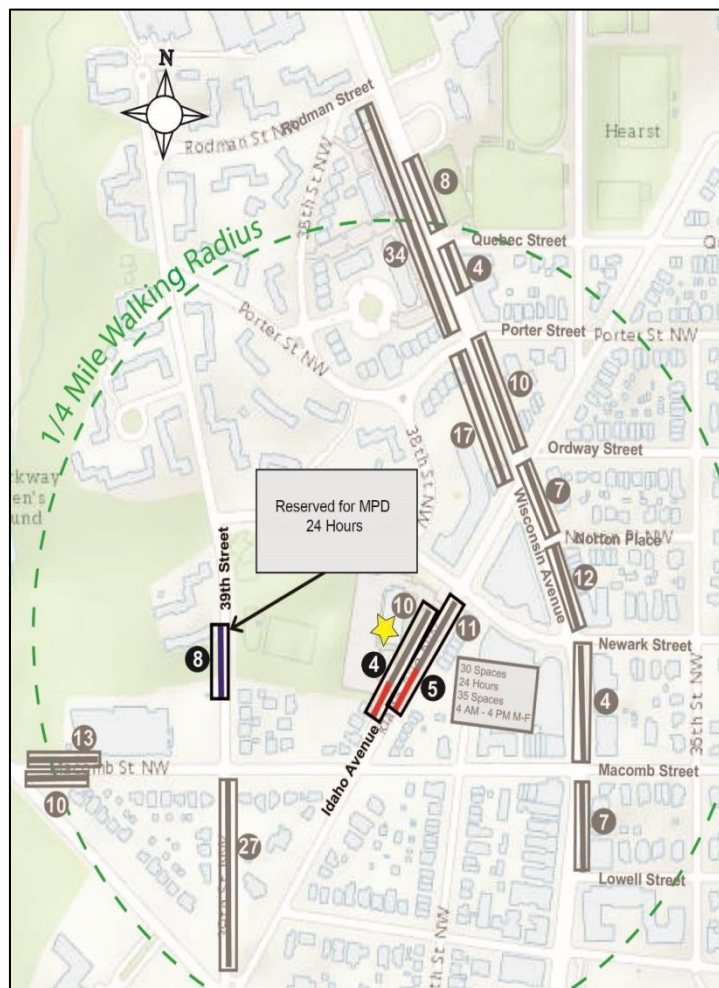 N
Rodman Street
Rodman St NW
Hearst
38th St NW
8
Quebec Street
1/4 Mile Walking Radius
34
4
Porter St NW
Porter Street
Porter St NW
10
17
38th St NW
Ordway Street
Reserved for MPD
24 Hours
7
Wisconsin Avenue
Norton Place
12
39th Street
10
11
8
4
5
30 Spaces
24 Hours
35 Spaces
4 AM - 4 PM M-F
Newark Street
4
36th St NW
13
Macomb St NW
Idaho Avenue
Macomb Street
10
27
7
Lowell Street